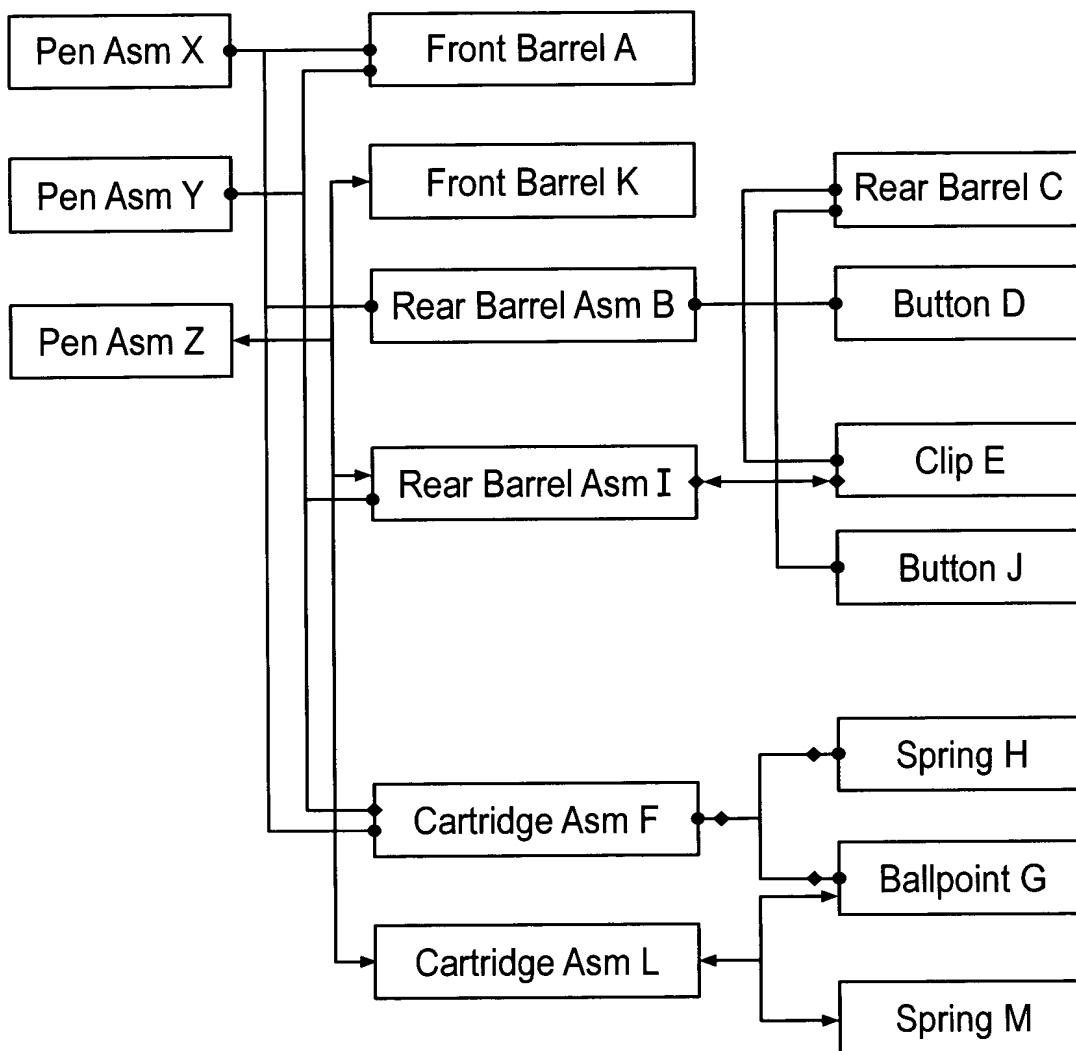 Pen Asm X
Front Barrel A
Pen Asm Y
Front Barrel K
Rear Barrel C
Pen Asm Z
Rear Barrel Asm B
Button D
Rear Barrel Asm I
Clip E
Button J
Spring H
Cartridge Asm F
Ballpoint G
Cartridge Asm L
Spring M